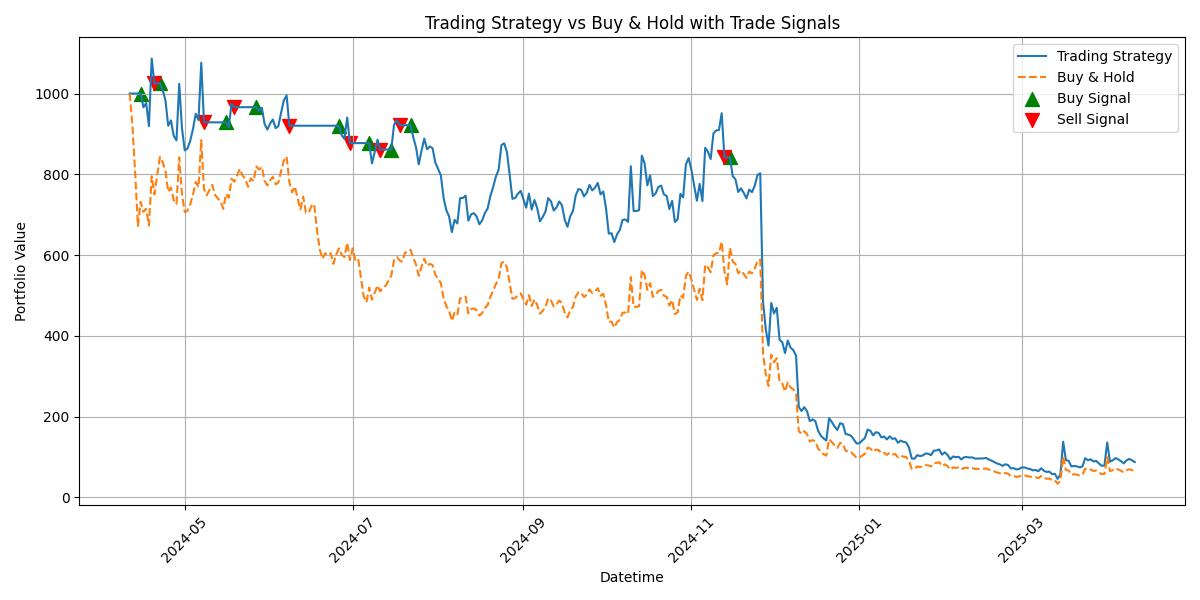 Trading Strategy vs Buy & Hold with Trade Signals
Trading Strategy
Buy & Hold
Buy Signal
Sell Signal
Portfolio Value
1000
800
600
400
200
0
2024-05
2024-07
2024-09
2024-11
2025-01
2025-03
Datetime